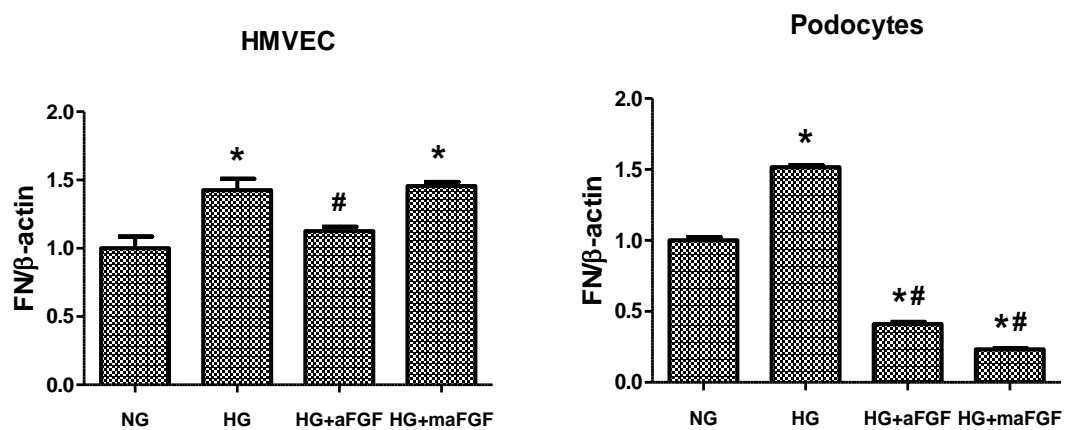 HMVEC
FN/β-actin
2.0
1.5
1.0
0.5
0.0
*
#
*
NG HG HG+aFGF HG+maFGF
Podocytes
FN/β-actin
2.0
1.5
1.0
0.5
0.0
*
*#
*#
NG HG HG+aFGF HG+maFGF